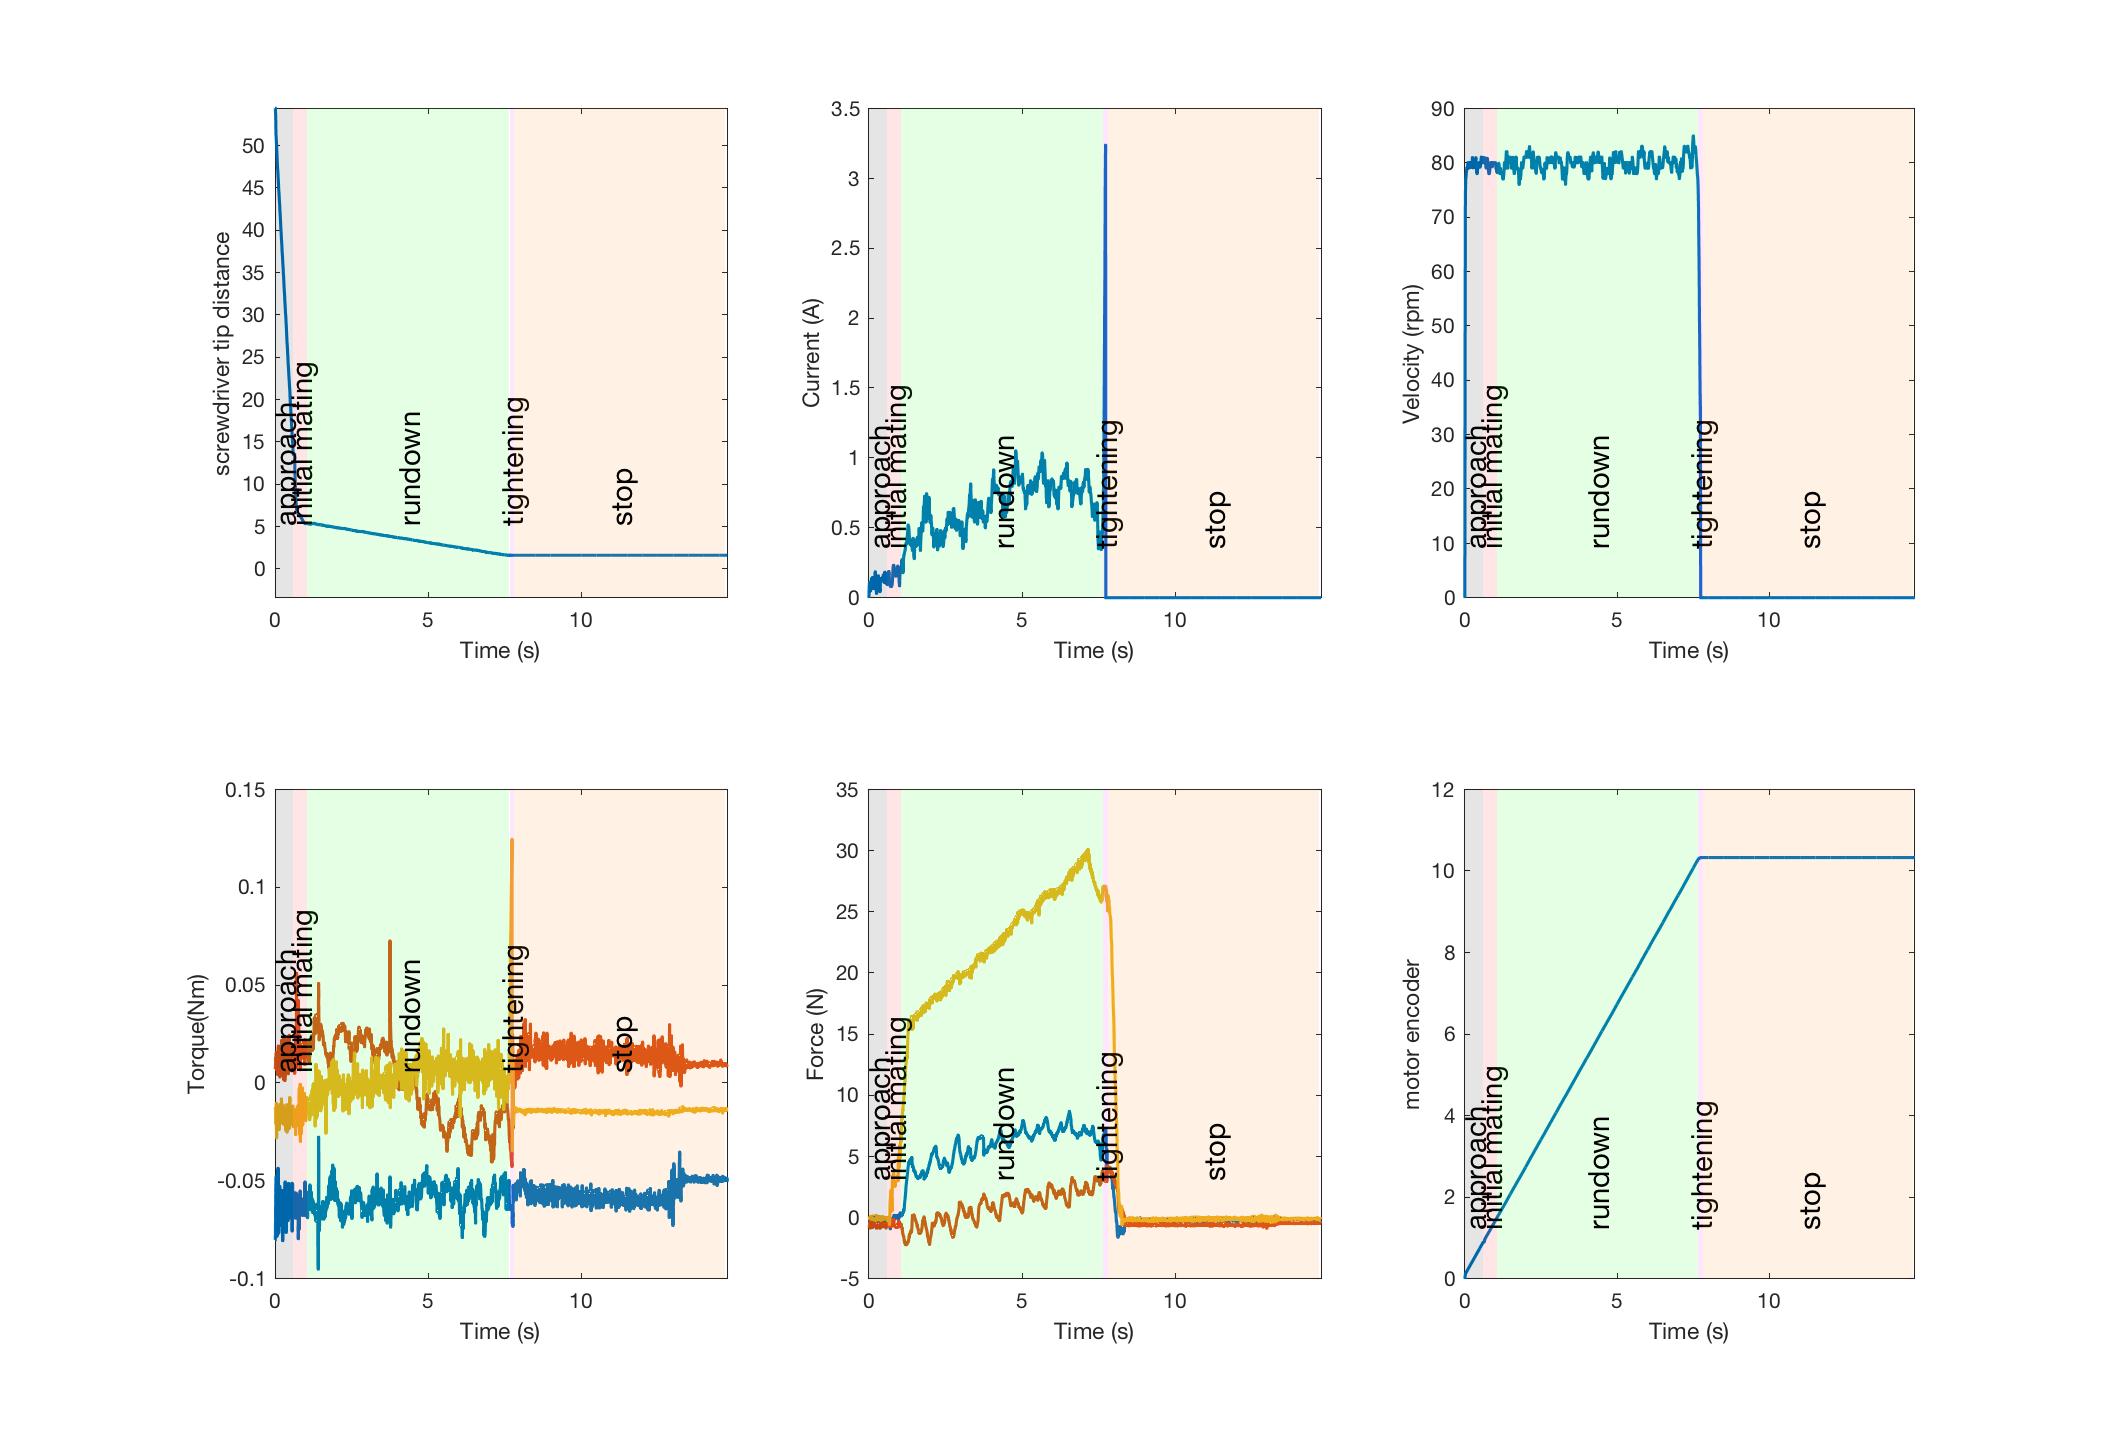 50
45
40
35
30
25
20
15
10
5
0
screwdriver tip distance
approach
initial mating
rundown
tightening
stop
0 5 10
Time (s)
3.5
3
2.5
2
1.5
1
0.5
0
Current (A)
approach
initial mating
rundown
tightening
stop
0 5 10
Time (s)
90
80
70
60
50
40
30
20
10
0
Velocity (rpm)
approach
initial mating
rundown
tightening
stop
0 5 10
Time (s)
0.15
0.1
0.05
0
-0.05
-0.1
Torque(Nm)
approach
initial mating
rundown
tightening
stop
0 5 10
Time (s)
35
30
25
20
15
10
5
0
-5
Force (N)
approach
initial mating
rundown
tightening
stop
0 5 10
Time (s)
12
10
8
6
4
2
0
motor encoder
approach
initial mating
rundown
tightening
stop
0 5 10
Time (s)